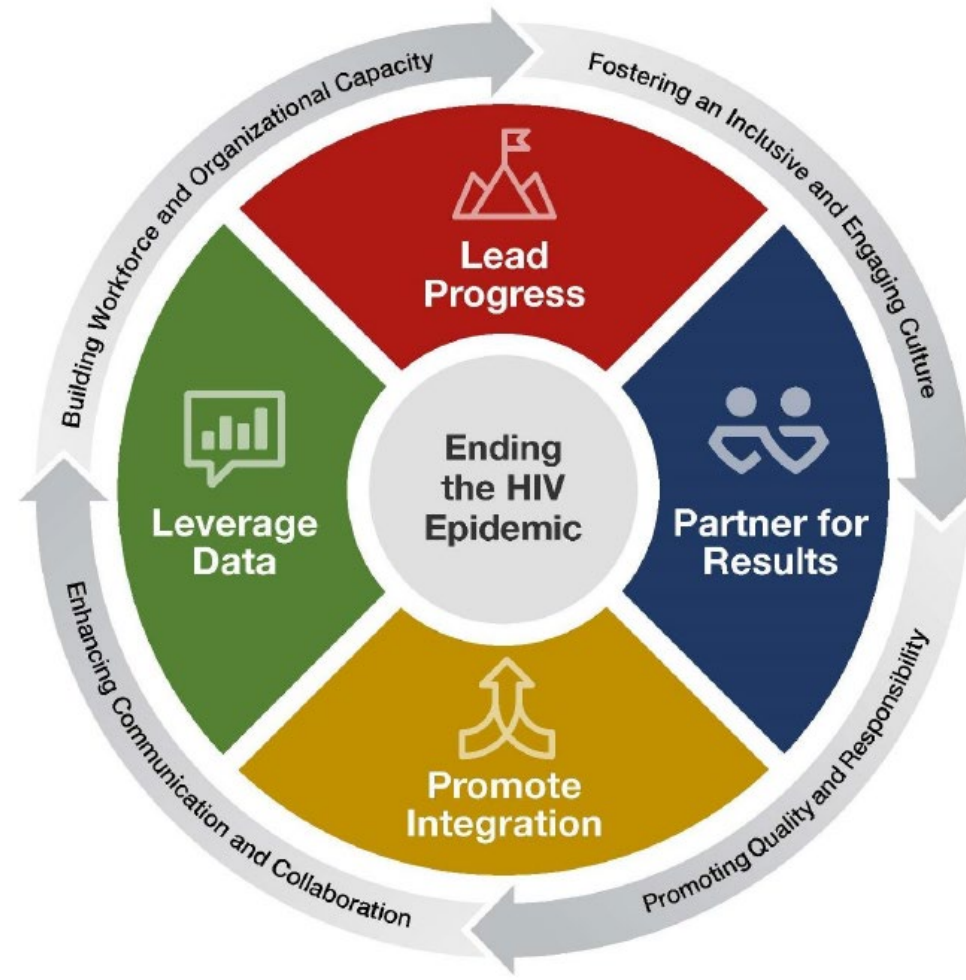 Building Workforce and Organizational Capacity
Fostering an Inclusive and Engaging Culture
Lead
Progress
Leverage
Data
Ending
the HIV
Epidemic
Partner for
Results
Promote
Integration
Enhancing Communication and Collaboration
Promoting Quality and Responsibility